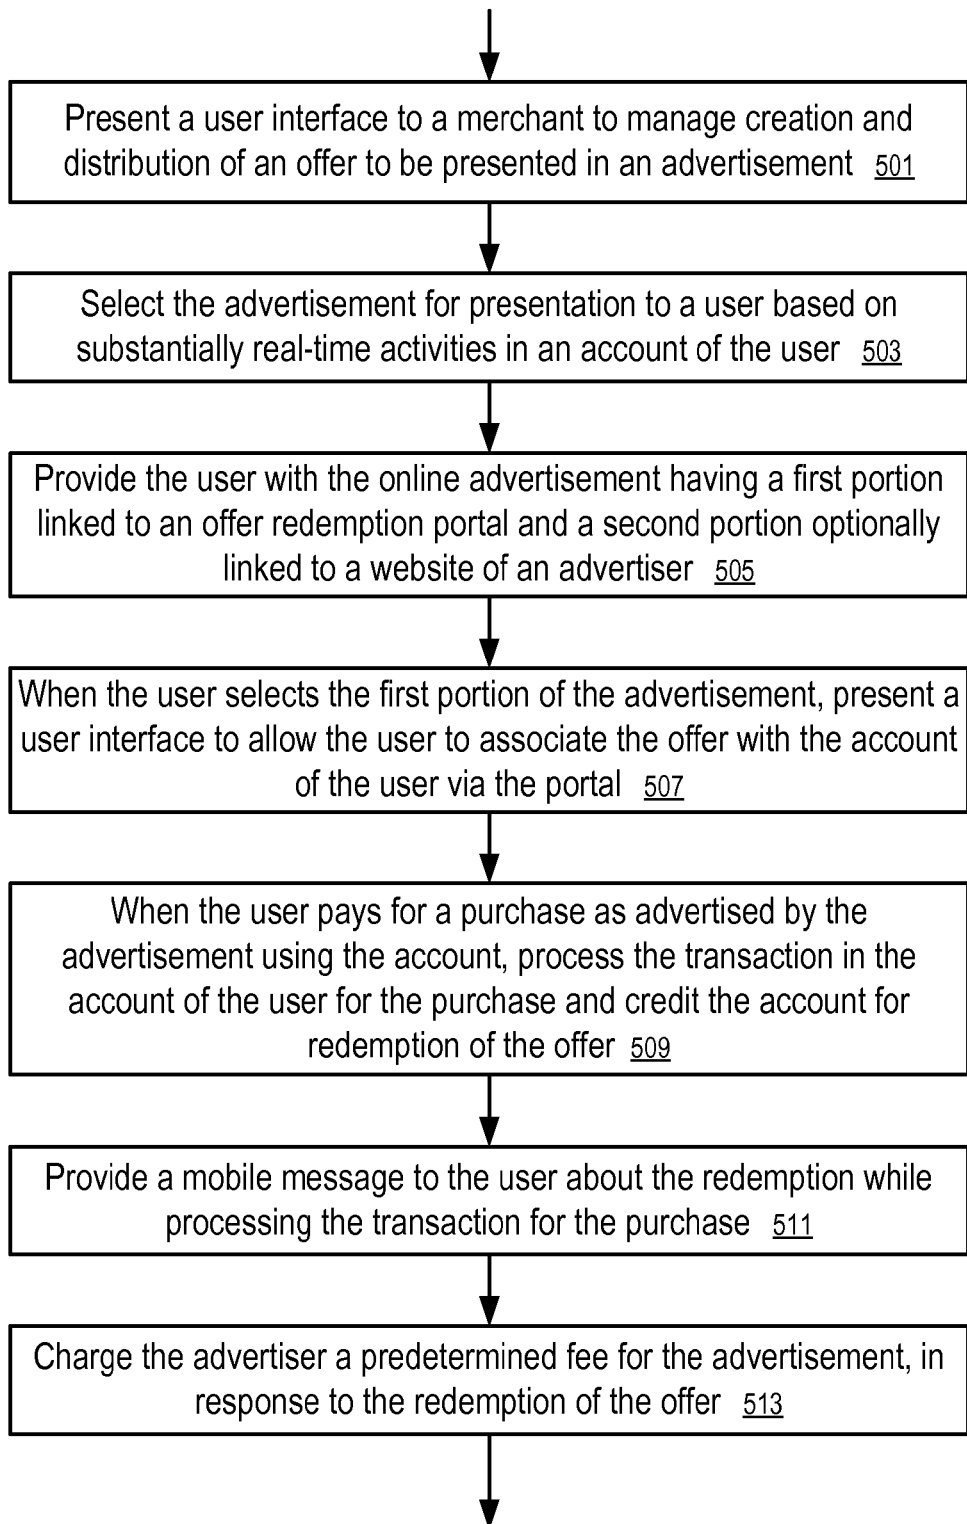 Present a user interface to a merchant to manage creation and
distribution of an offer to be presented in an advertisement 501
Select the advertisement for presentation to a user based on
substantially real-time activities in an account of the user 503
Provide the user with the online advertisement having a first portion
linked to an offer redemption portal and a second portion optionally
linked to a website of an advertiser 505
When the user selects the first portion of the advertisement, present a
user interface to allow the user to associate the offer with the account
of the user via the portal 507
When the user pays for a purchase as advertised by the
advertisement using the account, process the transaction in the
account of the user for the purchase and credit the account for
redemption of the offer 509
Provide a mobile message to the user about the redemption while
processing the transaction for the purchase 511
Charge the advertiser a predetermined fee for the advertisement, in
response to the redemption of the offer 513